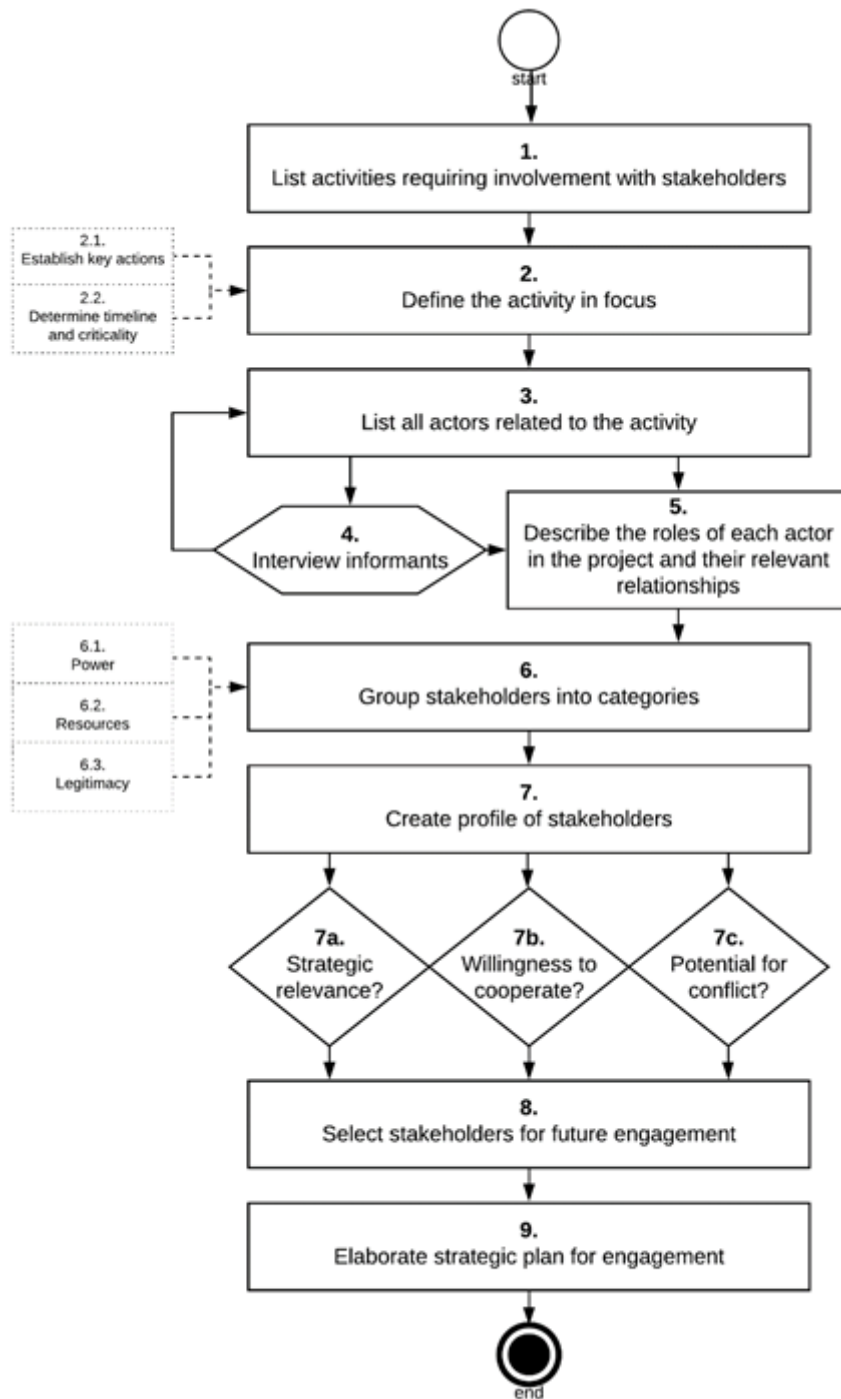 start
1.
List activities requiring involvement with stakeholders
2.1.
Establish key actions
2.2.
Determine timeline
and criticality
2.
Define the activity in focus
3.
List all actors related to the activity
4.
Interview informants
5.
Describe the roles of each actor
in the project and their relevant
relationships
6.1.
Power
6.2.
Resources
6.3.
Legitimacy
6.
Group stakeholders into categories
7.
Create profile of stakeholders
7a.
Strategic
relevance?
7b.
Willingness to
cooperate?
7c.
Potential for
conflict?
8.
Select stakeholders for future engagement
9.
Elaborate strategic plan for engagement
end